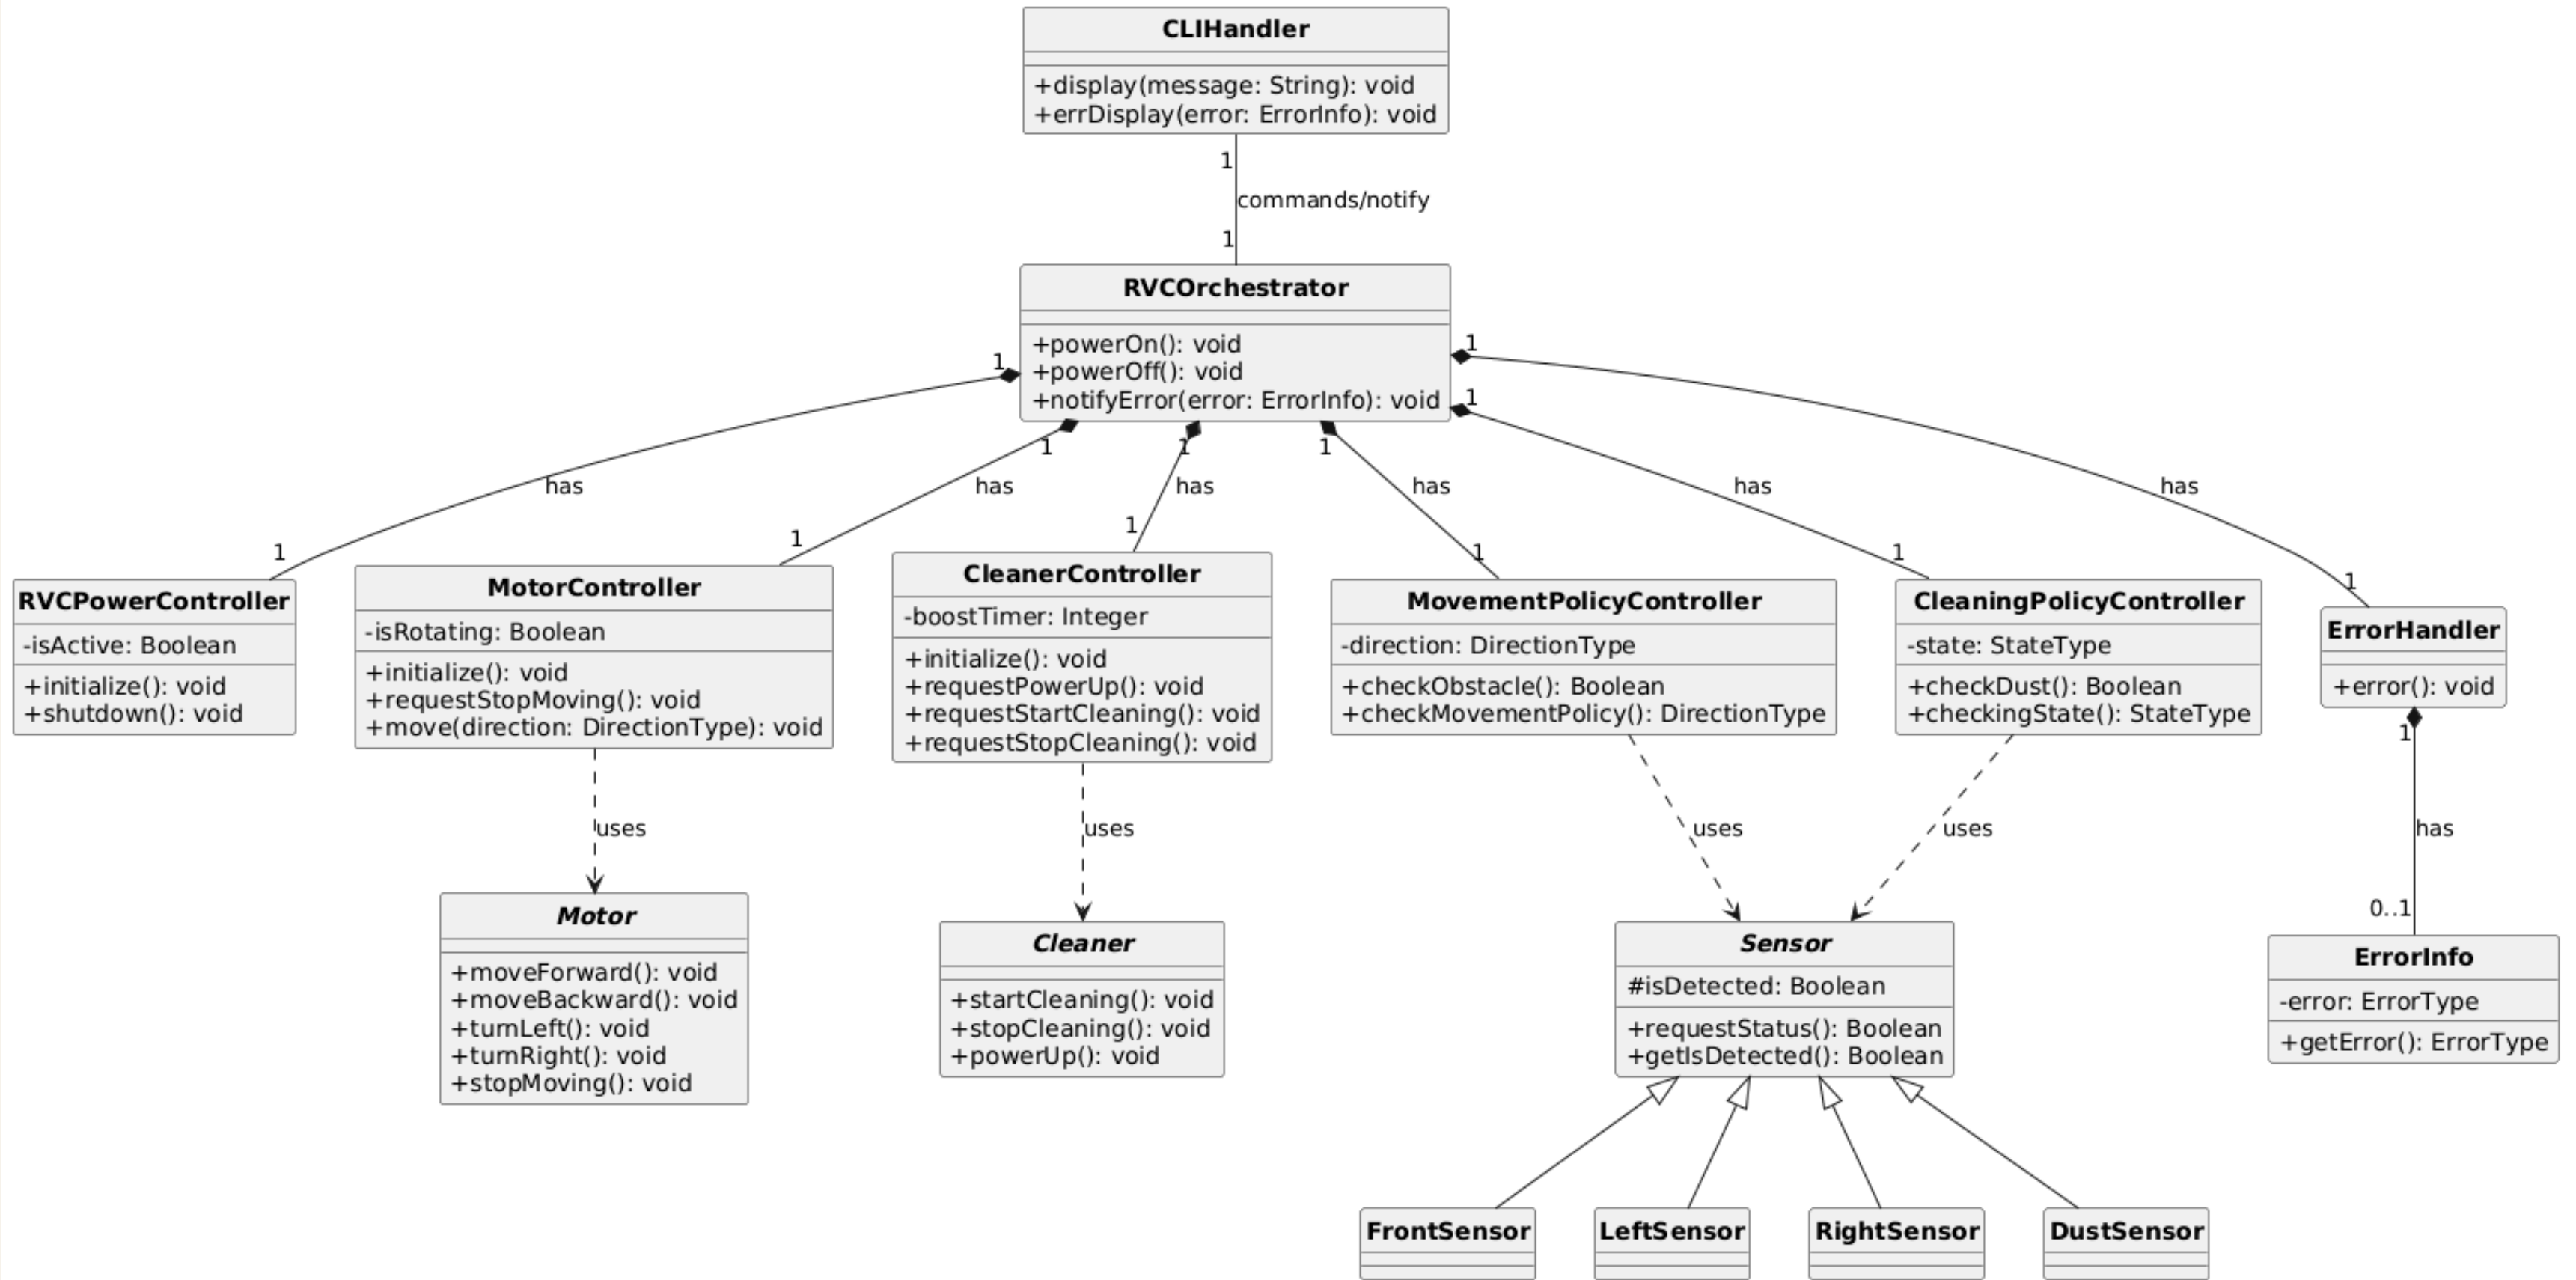 CLIHandler
+display(message: String): void
+errDisplay(error: ErrorInfo): void
1
commands/notify
1
RVCOrchestrator
+powerOn(): void
+powerOff(): void
+notifyError(error: ErrorInfo): void
1
1
1
1
1
1
has
has
has
has
has
has
1
1
1
1
1
1
RVCPowerController
-isActive: Boolean
+initialize(): void
+shutdown(): void
MotorController
-isRotating: Boolean
+initialize(): void
+requestStopMoving(): void
+move(direction: DirectionType): void
CleanerController
-boostTimer: Integer
+initialize(): void
+requestPowerUp(): void
+requestStartCleaning(): void
+requestStopCleaning(): void
MovementPolicyController
-direction: DirectionType
+checkObstacle(): Boolean
+checkMovementPolicy(): DirectionType
CleaningPolicyController
-state: StateType
+checkDust(): Boolean
+checkingState(): StateType
ErrorHandler
+error(): void
1
uses
uses
uses
uses
has
0..1
Motor
+moveForward(): void
+moveBackward(): void
+turnLeft(): void
+turnRight(): void
+stopMoving(): void
Cleaner
+startCleaning(): void
+stopCleaning(): void
+powerUp(): void
Sensor
#isDetected: Boolean
+requestStatus(): Boolean
+getIsDetected(): Boolean
ErrorInfo
-error: ErrorType
+getError(): ErrorType
FrontSensor
LeftSensor
RightSensor
DustSensor